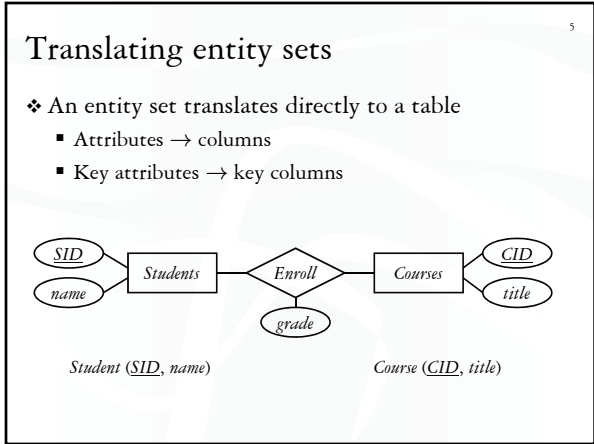 5
Translating entity sets
❖ An entity set translates directly to a table
▪ Attributes → columns
▪ Key attributes → key columns
SID
CID
Students
Enroll
Courses
name
title
grade
Student (SID, name)
Course (CID, title)